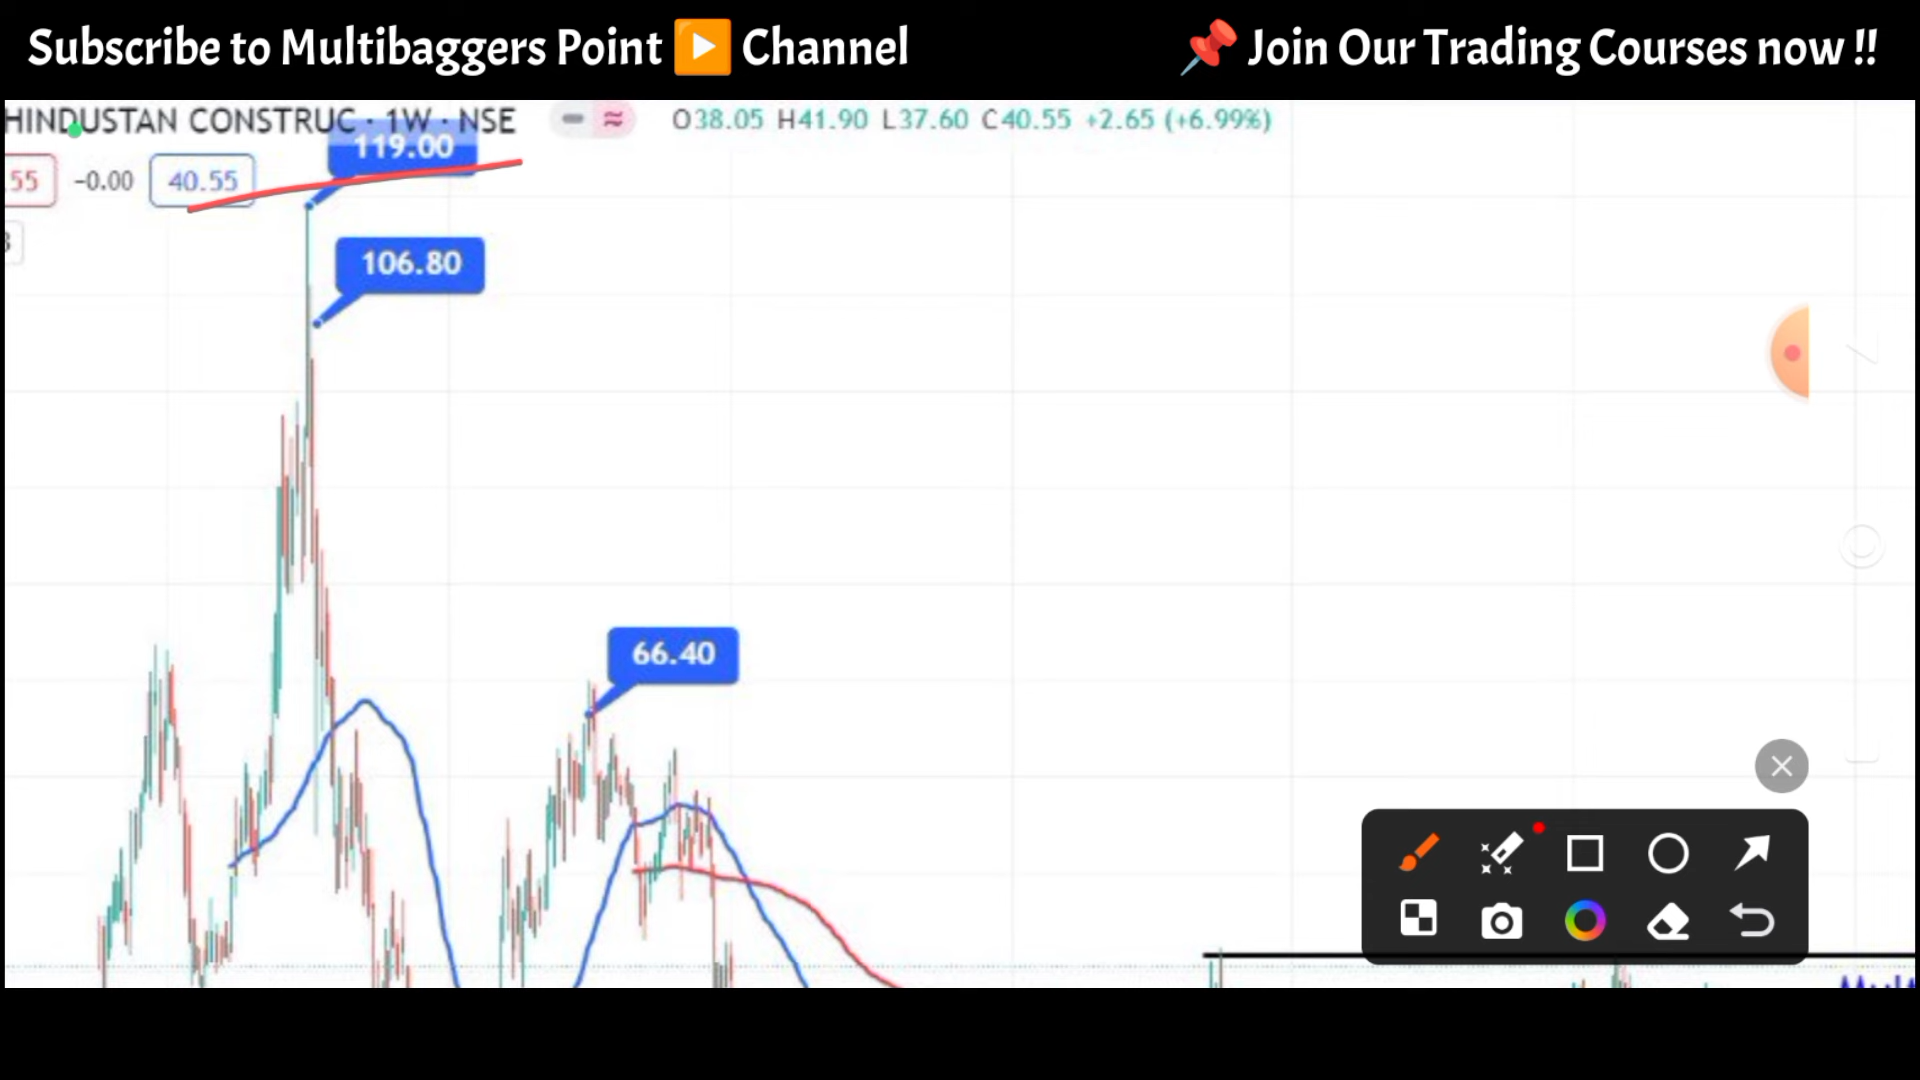 Subscribe to Multibaggers Point ▶️ Channel
📌 Join Our Trading Courses now !!
HINDUSTAN CONSTRUC · 1W · NSE
O38.05 H41.90 L37.60 C40.55 +2.65 (+6.99%)
119.00
.55 -0.00 40.55
106.80
66.40